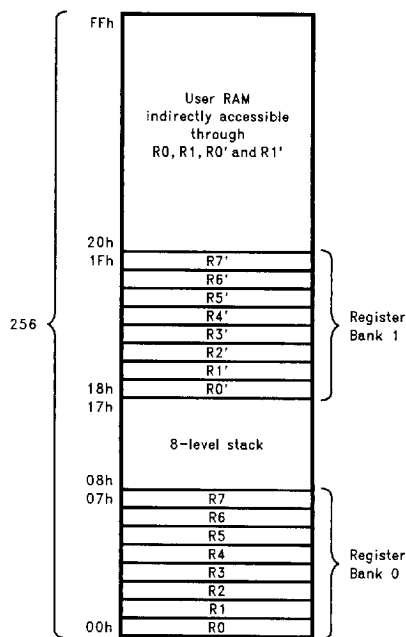 FFh
User RAM
indirectly accessible
through
R0, R1, R0' and R1'
20h
1Fh
R7'
R6'
R5'
R4'
R3'
R2'
R1'
R0'
Register
Bank 1
256
18h
17h
8-level stack
08h
07h
R7
R6
R5
R4
R3
R2
R1
R0
Register
Bank 0
00h